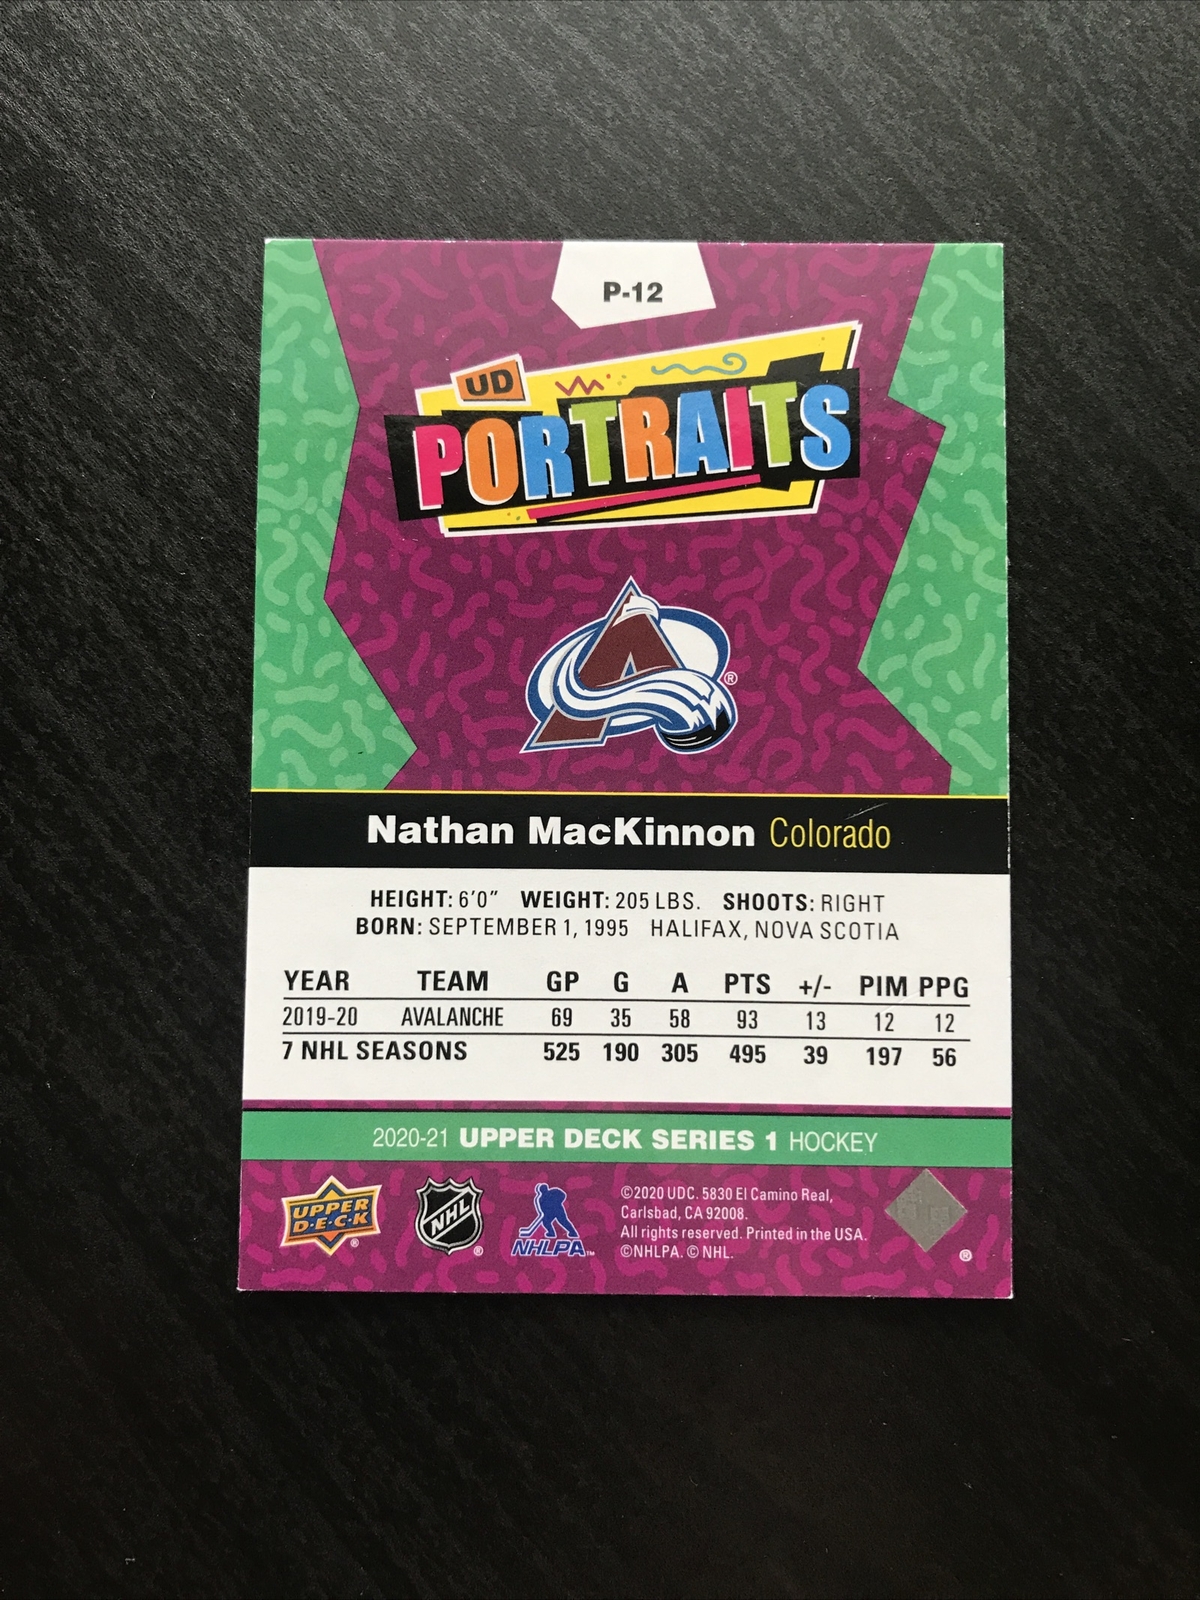 P-12
UD
PORTRAITS
®
Nathan MacKinnon Colorado
HEIGHT: 6'0" WEIGHT: 205 LBS. SHOOTS: RIGHT
BORN: SEPTEMBER 1, 1995 HALIFAX, NOVA SCOTIA
YEAR TEAM GP G A PTS +/- PIM PPG
2019-20 AVALANCHE 69 35 58 93 13 12 12
7 NHL SEASONS 525 190 305 495 39 197 56
2020-21 UPPER DECK SERIES 1 HOCKEY
UPPER
D·E·C·K ®
NHL ®
NHLPA™
©2020 UDC. 5830 El Camino Real,
Carlsbad, CA 92008.
All rights reserved. Printed in the USA.
©NHLPA. © NHL.
®